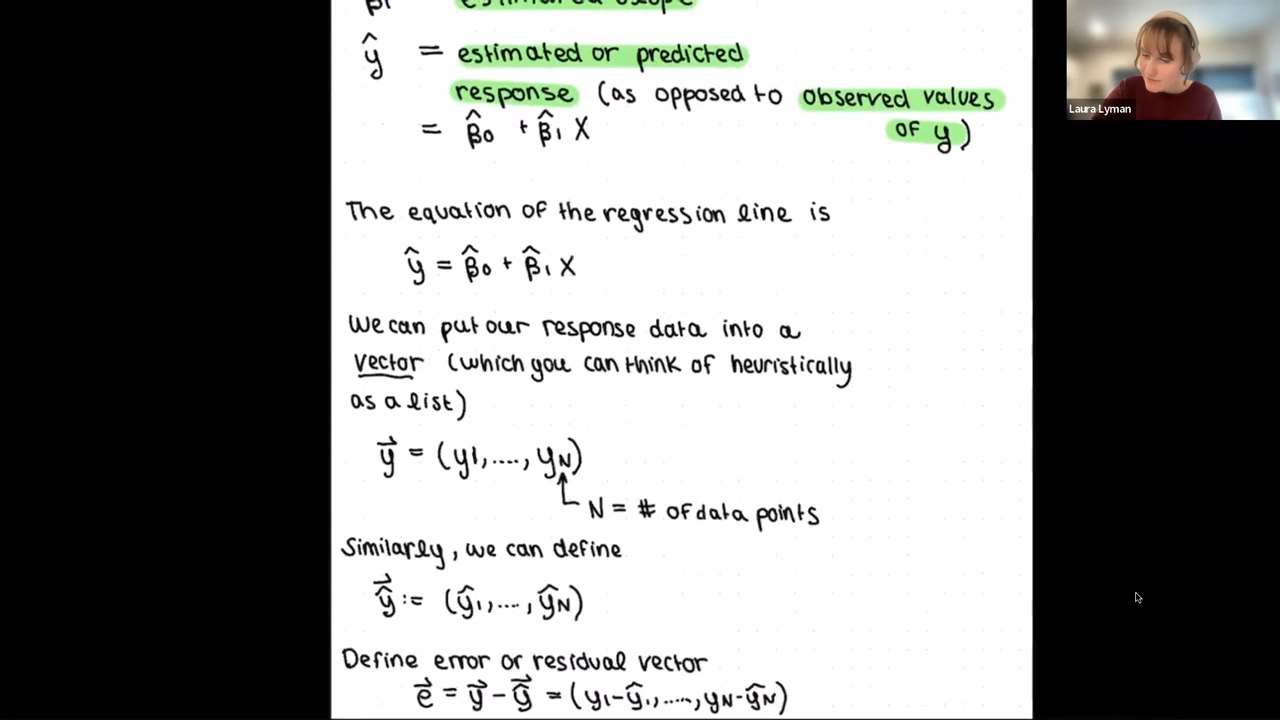 ŷ = estimated or predicted
response (as opposed to observed values
of y)
= β̂0 + β̂1 X
The equation of the regression line is
ŷ = β̂0 + β̂1 X
We can put our response data into a
vector (which you can think of heuristically
as a list)
y⃗ = (y1,....,yN)
N = # of data points
Similarly, we can define
ŷ⃗ := (ŷ1,...., ŷN)
Define error or residual vector
e⃗ = y⃗ - ŷ⃗ = (y1-ŷ1,....,yN-ŷN)
Laura Lyman